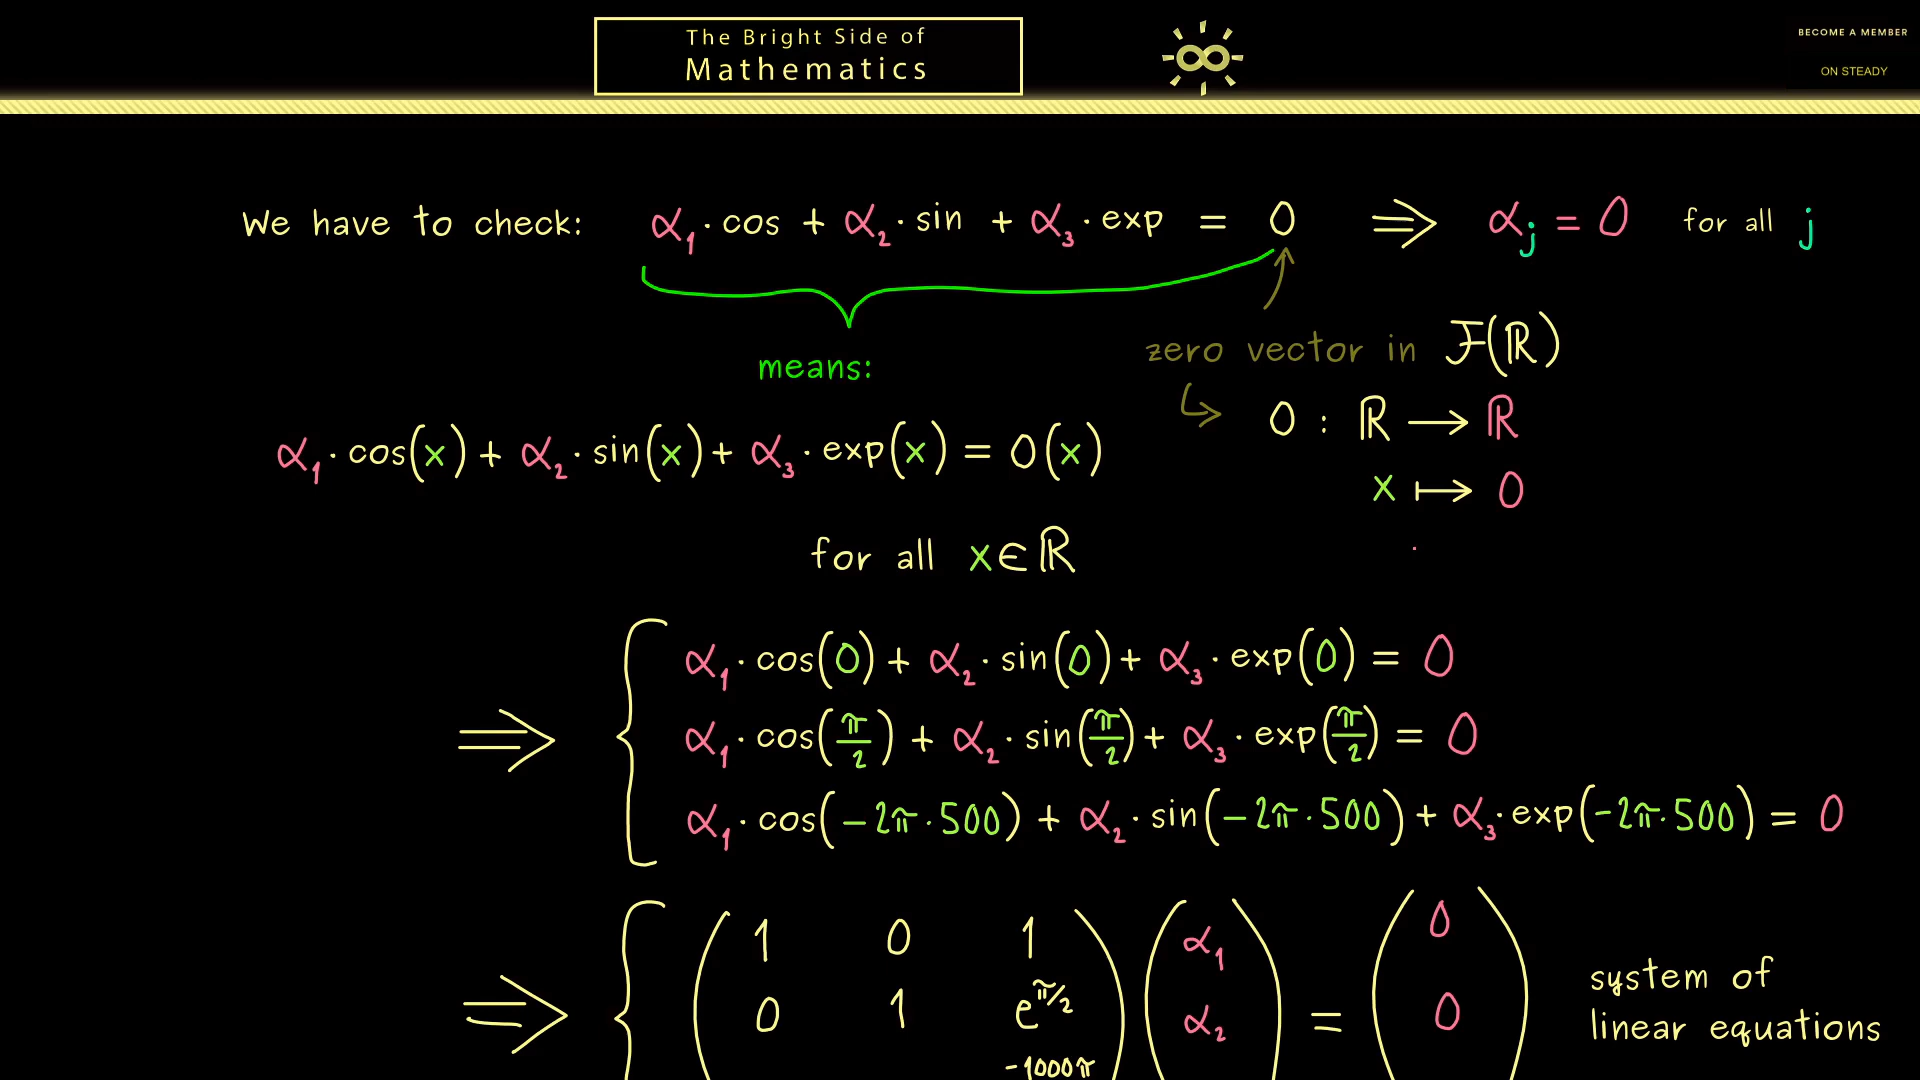 The Bright Side of
Mathematics
BECOME A MEMBER
ON STEADY
We have to check: α₁ · cos + α₂ · sin + α₃ · exp = 0 ⟹ αⱼ = 0 for all j
zero vector in ℱ(ℝ)
means:
0 : ℝ ⟶ ℝ
α₁ · cos(x) + α₂ · sin(x) + α₃ · exp(x) = 0(x)
x ⟼ 0
for all x ∈ ℝ
α₁ · cos(0) + α₂ · sin(0) + α₃ · exp(0) = 0
⟹ { α₁ · cos(π/2) + α₂ · sin(π/2) + α₃ · exp(π/2) = 0
α₁ · cos(-2π·500) + α₂ · sin(-2π·500) + α₃ · exp(-2π·500) = 0
1 0 1 α₁ 0
system of
⟹ { ( 0 1 e^π/2 ) ( α₂ ) = ( 0 )
linear equations
-1000π